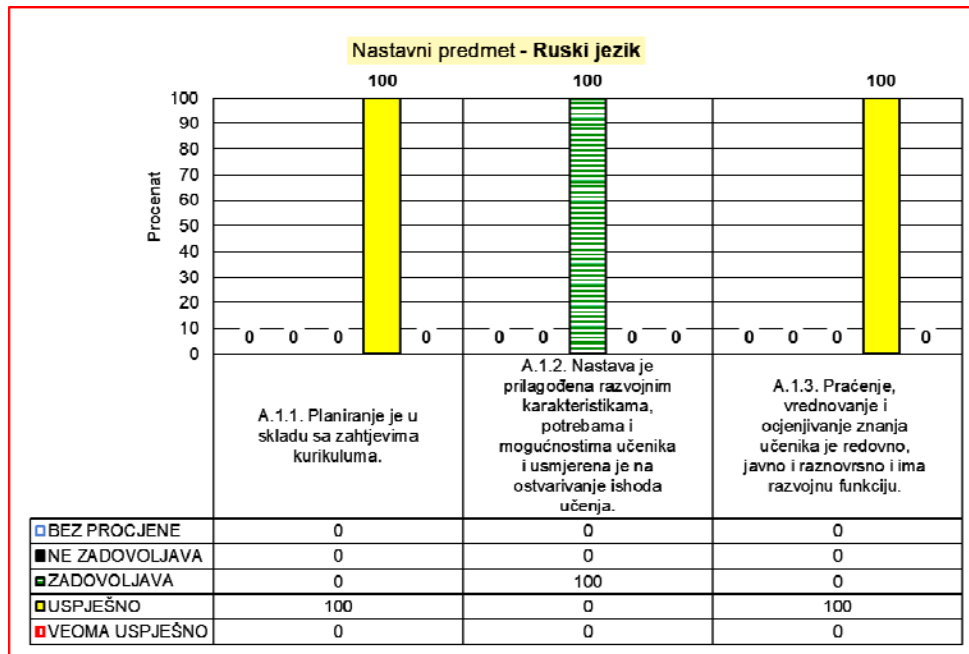 Nastavni predmet - Ruski jezik
100 100 100
Procenat
100
90
80
70
60
50
40
30
20
10
0
0 0 0 0 0 0 0 0 0 0 0 0
A.1.1. Planiranje je u
skladu sa zahtjevima
kurikuluma.
A.1.2. Nastava je
prilagođena razvojnim
karakteristikama,
potrebama i
mogućnostima učenika
i usmjerena je na
ostvarivanje ishoda
učenja.
A.1.3. Praćenje,
vrednovanje i
ocjenjivanje znanja
učenika je redovno,
javno i raznovrsno i ima
razvojnu funkciju.
BEZ PROCJENE 0 0 0
NE ZADOVOLJAVA 0 0 0
ZADOVOLJAVA 0 100 0
USPJEŠNO 100 0 100
VEOMA USPJEŠNO 0 0 0